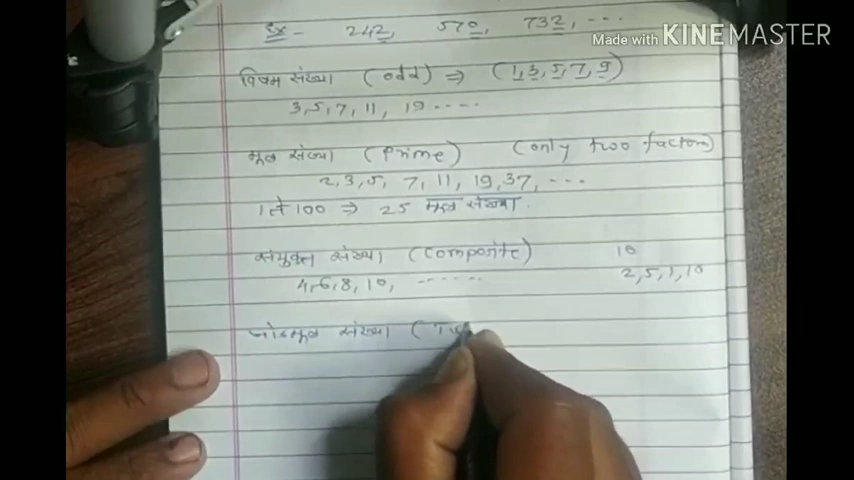 Made with KINEMASTER
Ex - 242, 570, 732, ...
विषम संख्या (odd) ⇒ (1,3,5,7,9)
3,5,7,11, 19.....
मूळ संख्या (prime) (only two factors)
2,3,5, 7,11, 19,37, ...
1 ते 100 ⇒ 25 मूळ संख्या.
संयुक्त संख्या (composite) 10
4,6,8,10, ....... 2,5,1,10
जोडमूळ संख्या (Tw